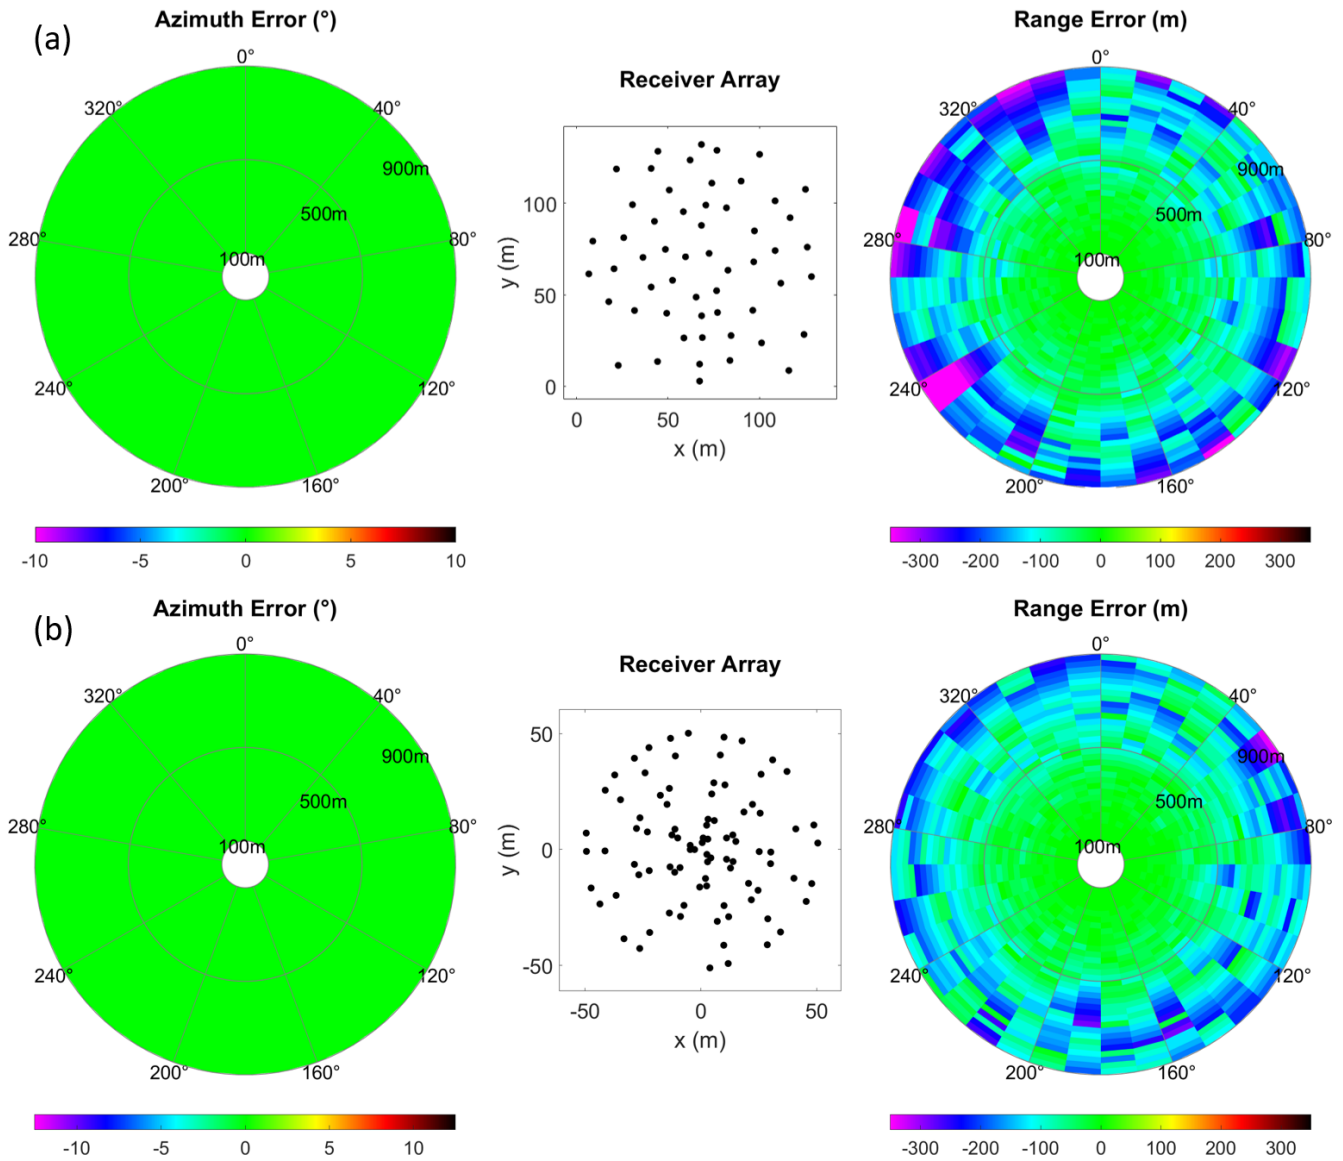 (a)
Azimuth Error (°)
0°
40°
80°
120°
160°
200°
240°
280°
320°
900m
500m
100m
-10 -5 0 5 10
Receiver Array
y (m)
100
50
0
0 50 100
x (m)
Range Error (m)
0°
40°
80°
120°
160°
200°
240°
280°
320°
900m
500m
100m
-300 -200 -100 0 100 200 300
(b)
Azimuth Error (°)
0°
40°
80°
120°
160°
200°
240°
280°
320°
900m
500m
100m
-10 -5 0 5 10
Receiver Array
y (m)
50
0
-50
-50 0 50
x (m)
Range Error (m)
0°
40°
80°
120°
160°
200°
240°
280°
320°
900m
500m
100m
-300 -200 -100 0 100 200 300